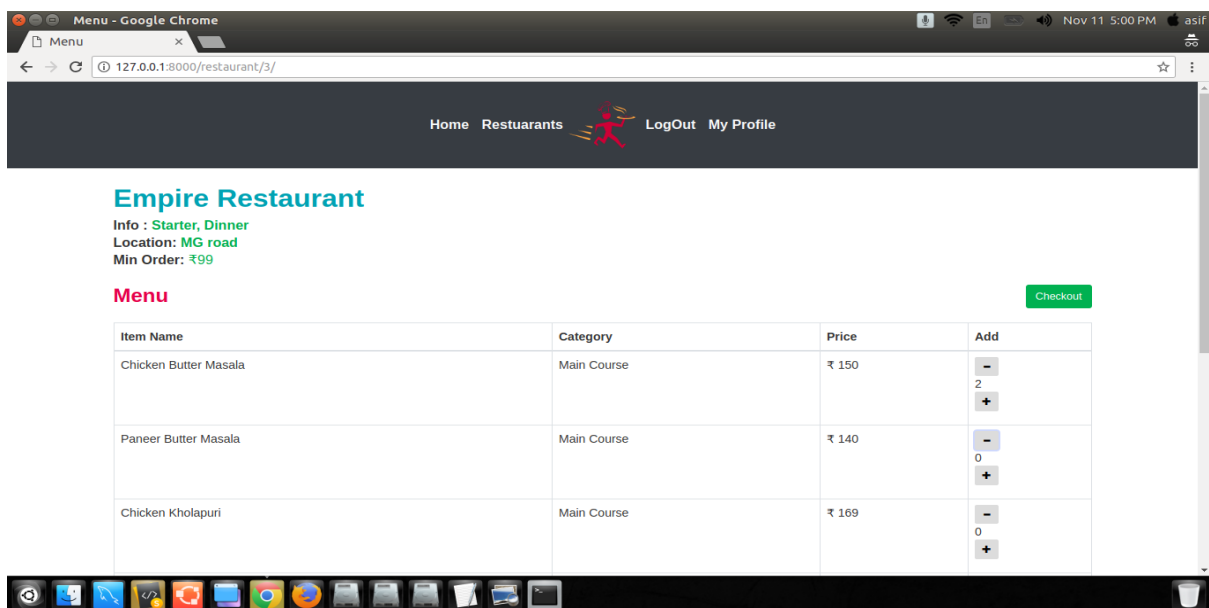 Menu - Google Chrome En Nov 11 5:00 PM asif
Menu
127.0.0.1:8000/restaurant/3/
Home Restuarants LogOut My Profile
Empire Restaurant
Info : Starter, Dinner
Location: MG road
Min Order: ₹99
Menu Checkout
Item Name Category Price Add
Chicken Butter Masala Main Course ₹ 150 -
2
+
Paneer Butter Masala Main Course ₹ 140 -
0
+
Chicken Kholapuri Main Course ₹ 169 -
0
+